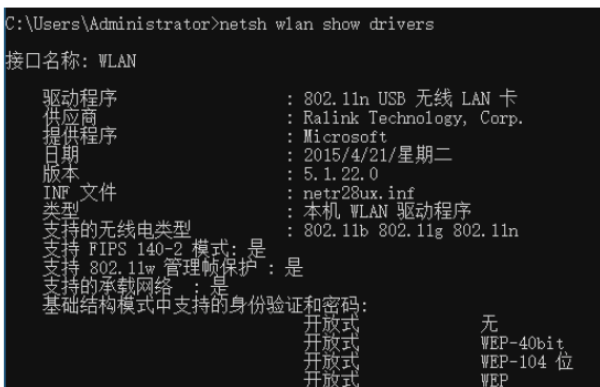 C:\Users\Administrator>netsh wlan show drivers
接口名称: WLAN
驱动程序 : 802.11n USB 无线 LAN 卡
供应商 : Ralink Technology, Corp.
提供程序 : Microsoft
日期 : 2015/4/21/星期二
版本 : 5.1.22.0
INF 文件 : netr28ux.inf
类型 : 本机 WLAN 驱动程序
支持的无线电类型 : 802.11b 802.11g 802.11n
支持 FIPS 140-2 模式: 是
支持 802.11w 管理帧保护 : 是
支持的承载网络 : 是
基础结构模式中支持的身份验证和密码:
开放式 无
开放式 WEP-40bit
开放式 WEP-104 位
开放式 WEP